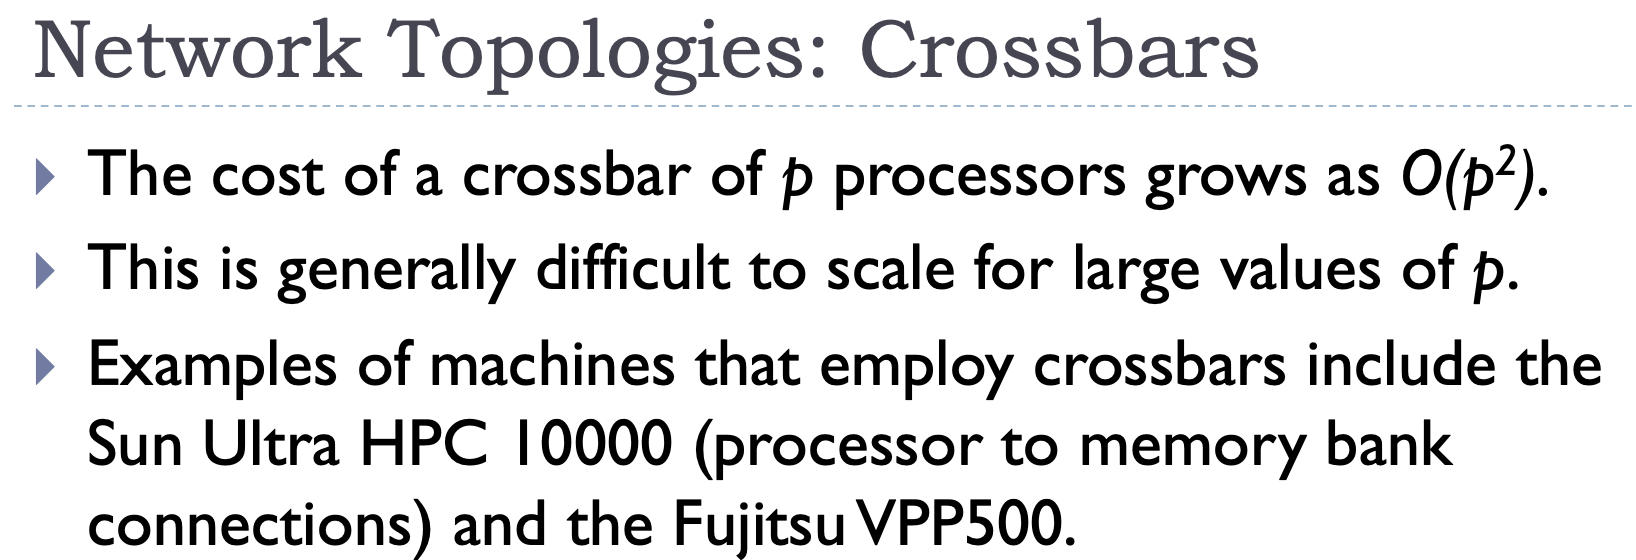 Network Topologies: Crossbars
The cost of a crossbar of p processors grows as O(p²).
This is generally difficult to scale for large values of p.
Examples of machines that employ crossbars include the
Sun Ultra HPC 10000 (processor to memory bank
connections) and the Fujitsu VPP500.